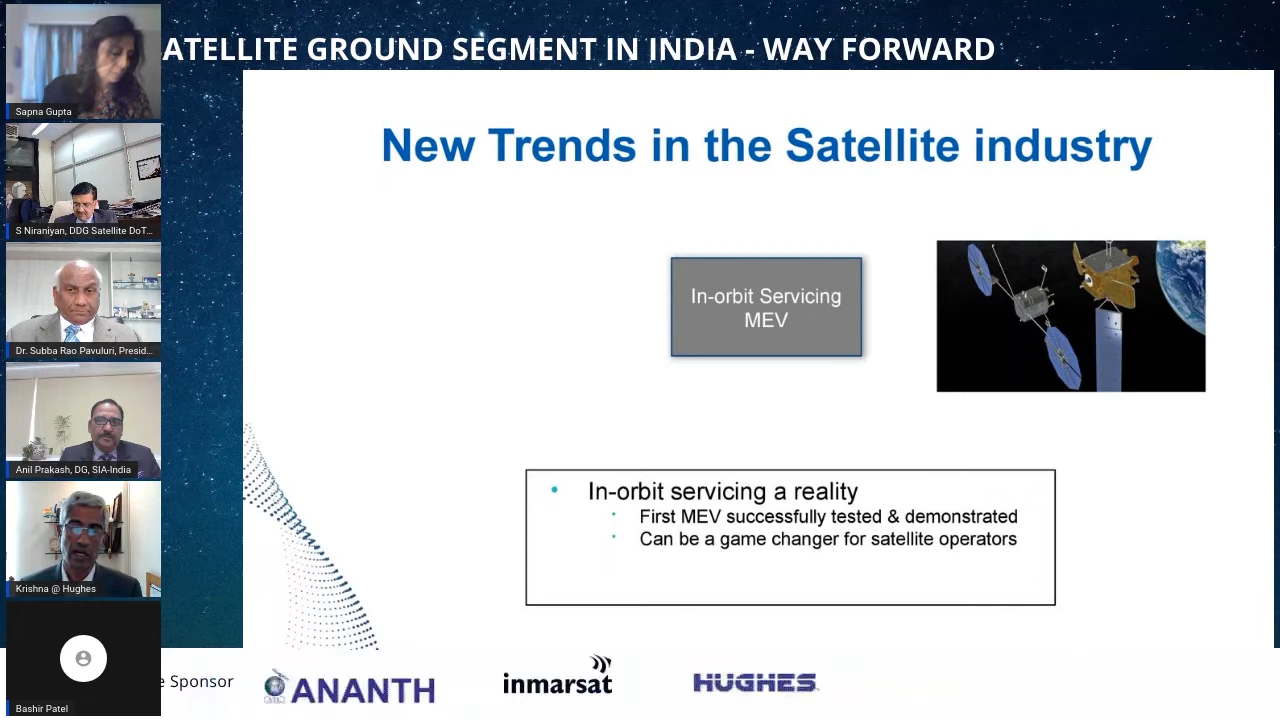 ATELLITE GROUND SEGMENT IN INDIA - WAY FORWARD
Sapna Gupta
S Niraniyan, DDG Satellite DoT...
Dr. Subba Rao Pavuluri, Presid...
Anil Prakash, DG, SIA-India
Krishna @ Hughes
Bashir Patel
New Trends in the Satellite industry
In-orbit Servicing
MEV
• In-orbit servicing a reality
• First MEV successfully tested & demonstrated
• Can be a game changer for satellite operators
e Sponsor
ANANTH
inmarsat
HUGHES